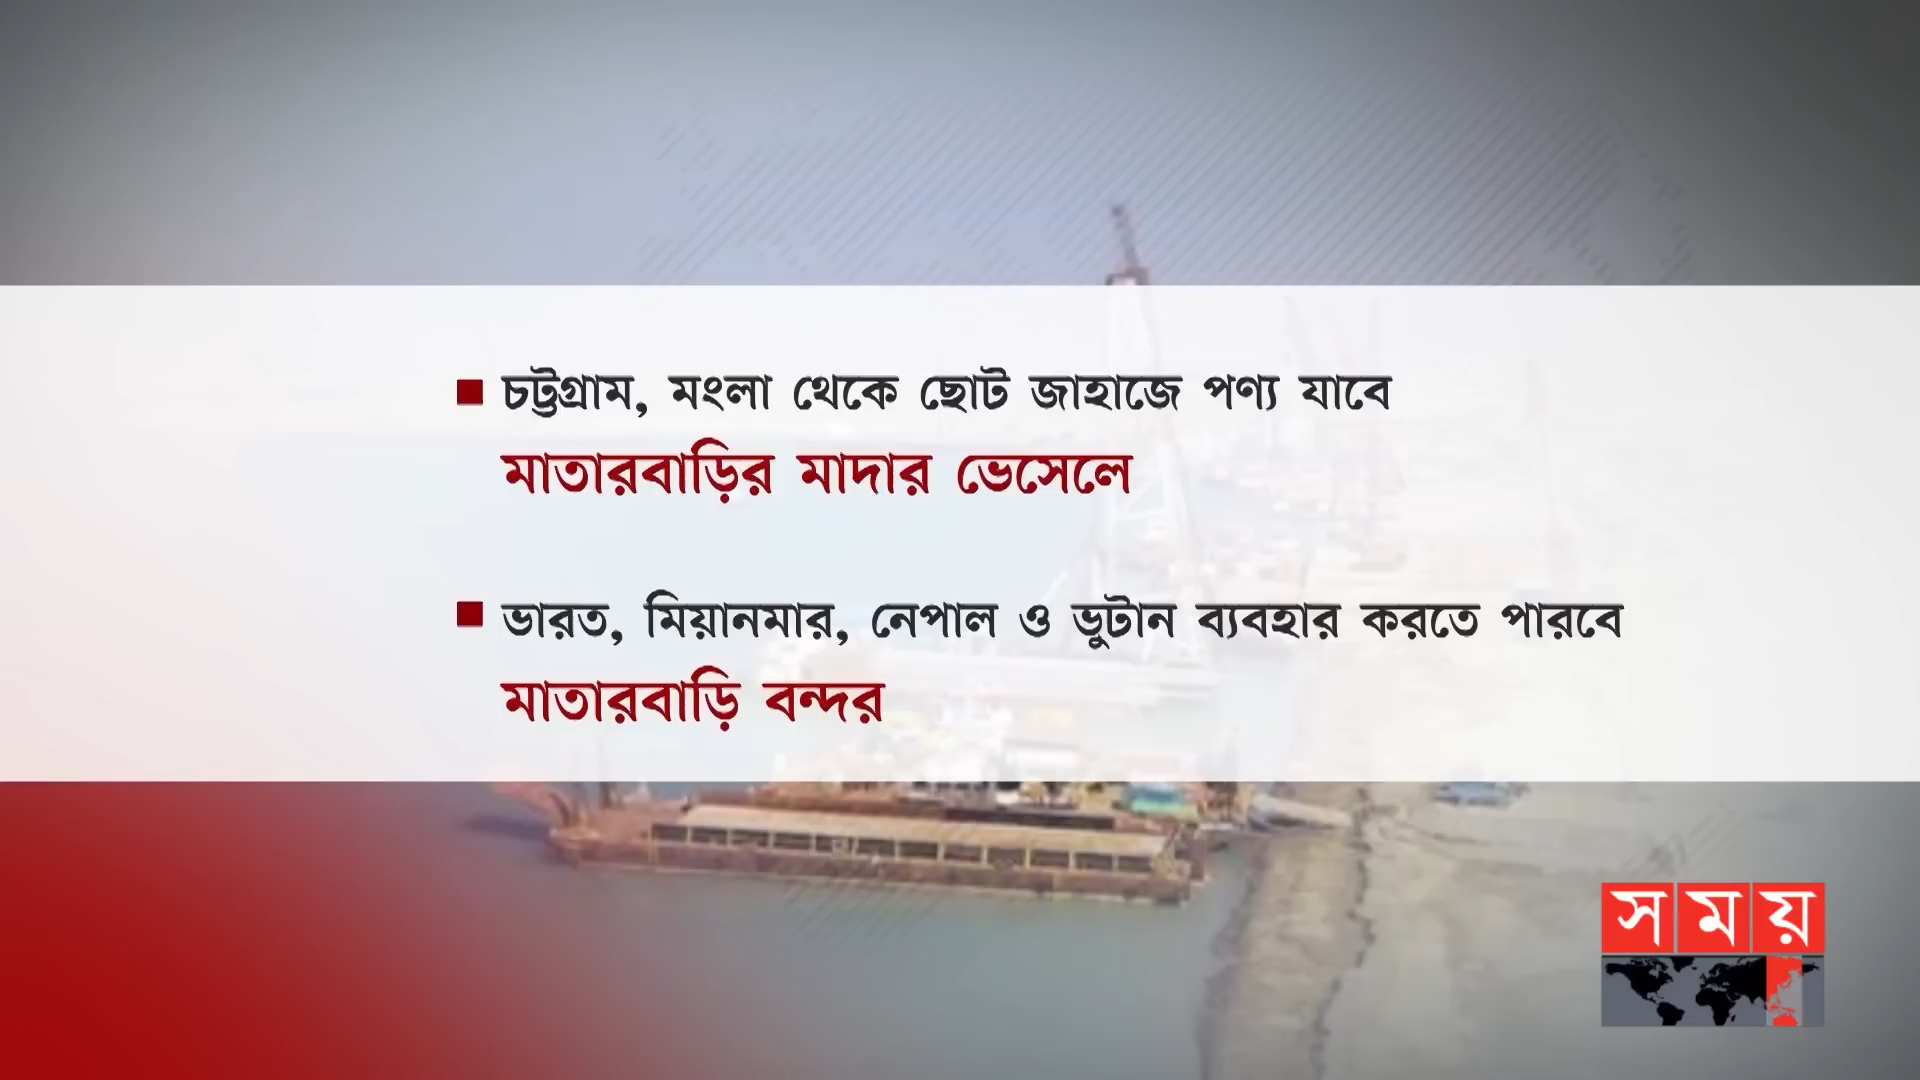 চট্টগ্রাম, মংলা থেকে ছোট জাহাজে পণ্য যাবে
মাতারবাড়ির মাদার ভেসেলে
ভারত, মিয়ানমার, নেপাল ও ভুটান ব্যবহার করতে পারবে
মাতারবাড়ি বন্দর
সময়